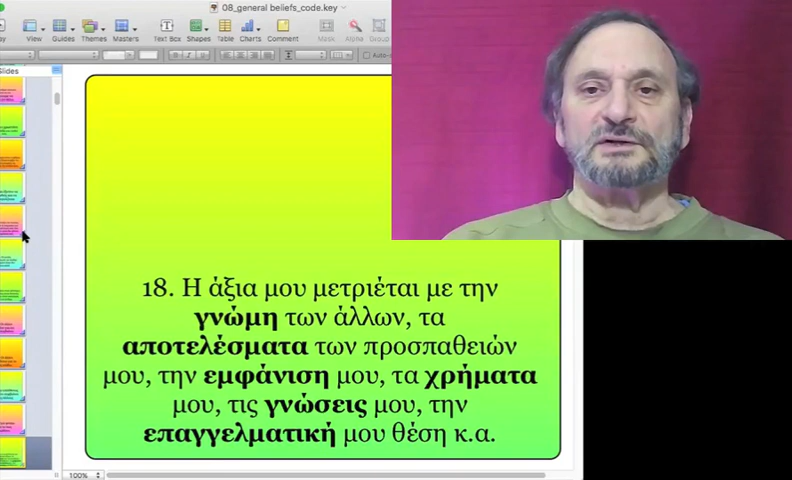 08_general beliefs_code.key
View Guides Themes Masters Text Shapes Table Charts Comment Mask Alpha Group
Slides
18. Η άξια μου μετριέται με την
γνώμη των άλλων, τα
αποτελέσματα των προσπαθειών
μου, την εμφάνιση μου, τα χρήματα
μου, τις γνώσεις μου, την
επαγγελματική μου θέση κ.α.
100%